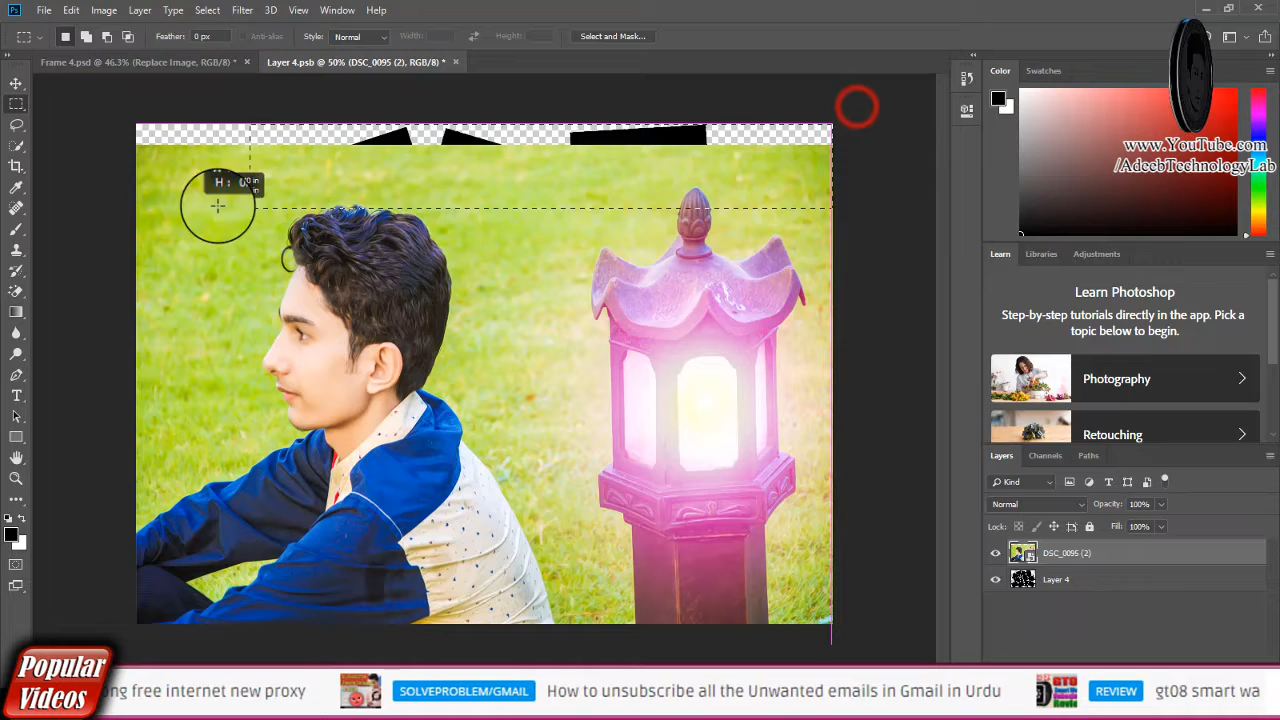 Ps File Edit Image Layer Type Select Filter 3D View Window Help
Feather: 0 px Anti-alias Style: Normal Width: Height: Select and Mask...
Frame 4.psd @ 46.3% (Replace Image, RGB/8) * × Layer 4.psb @ 50% (DSC_0095 (2), RGB/8) * ×
Color Swatches
www.YouTube.com
/AdeebTechnologyLab
Learn Libraries Adjustments
Learn Photoshop
Step-by-step tutorials directly in the app. Pick a
topic below to begin.
Photography
Retouching
Layers Channels Paths
Kind
Normal Opacity: 100%
Lock: Fill: 100%
DSC_0095 (2)
Layer 4
Popular
Videos
ng free internet new proxy SOLVEPROBLEM/GMAIL How to unsubscribe all the Unwanted emails in Gmail in Urdu REVIEW gt08 smart wa